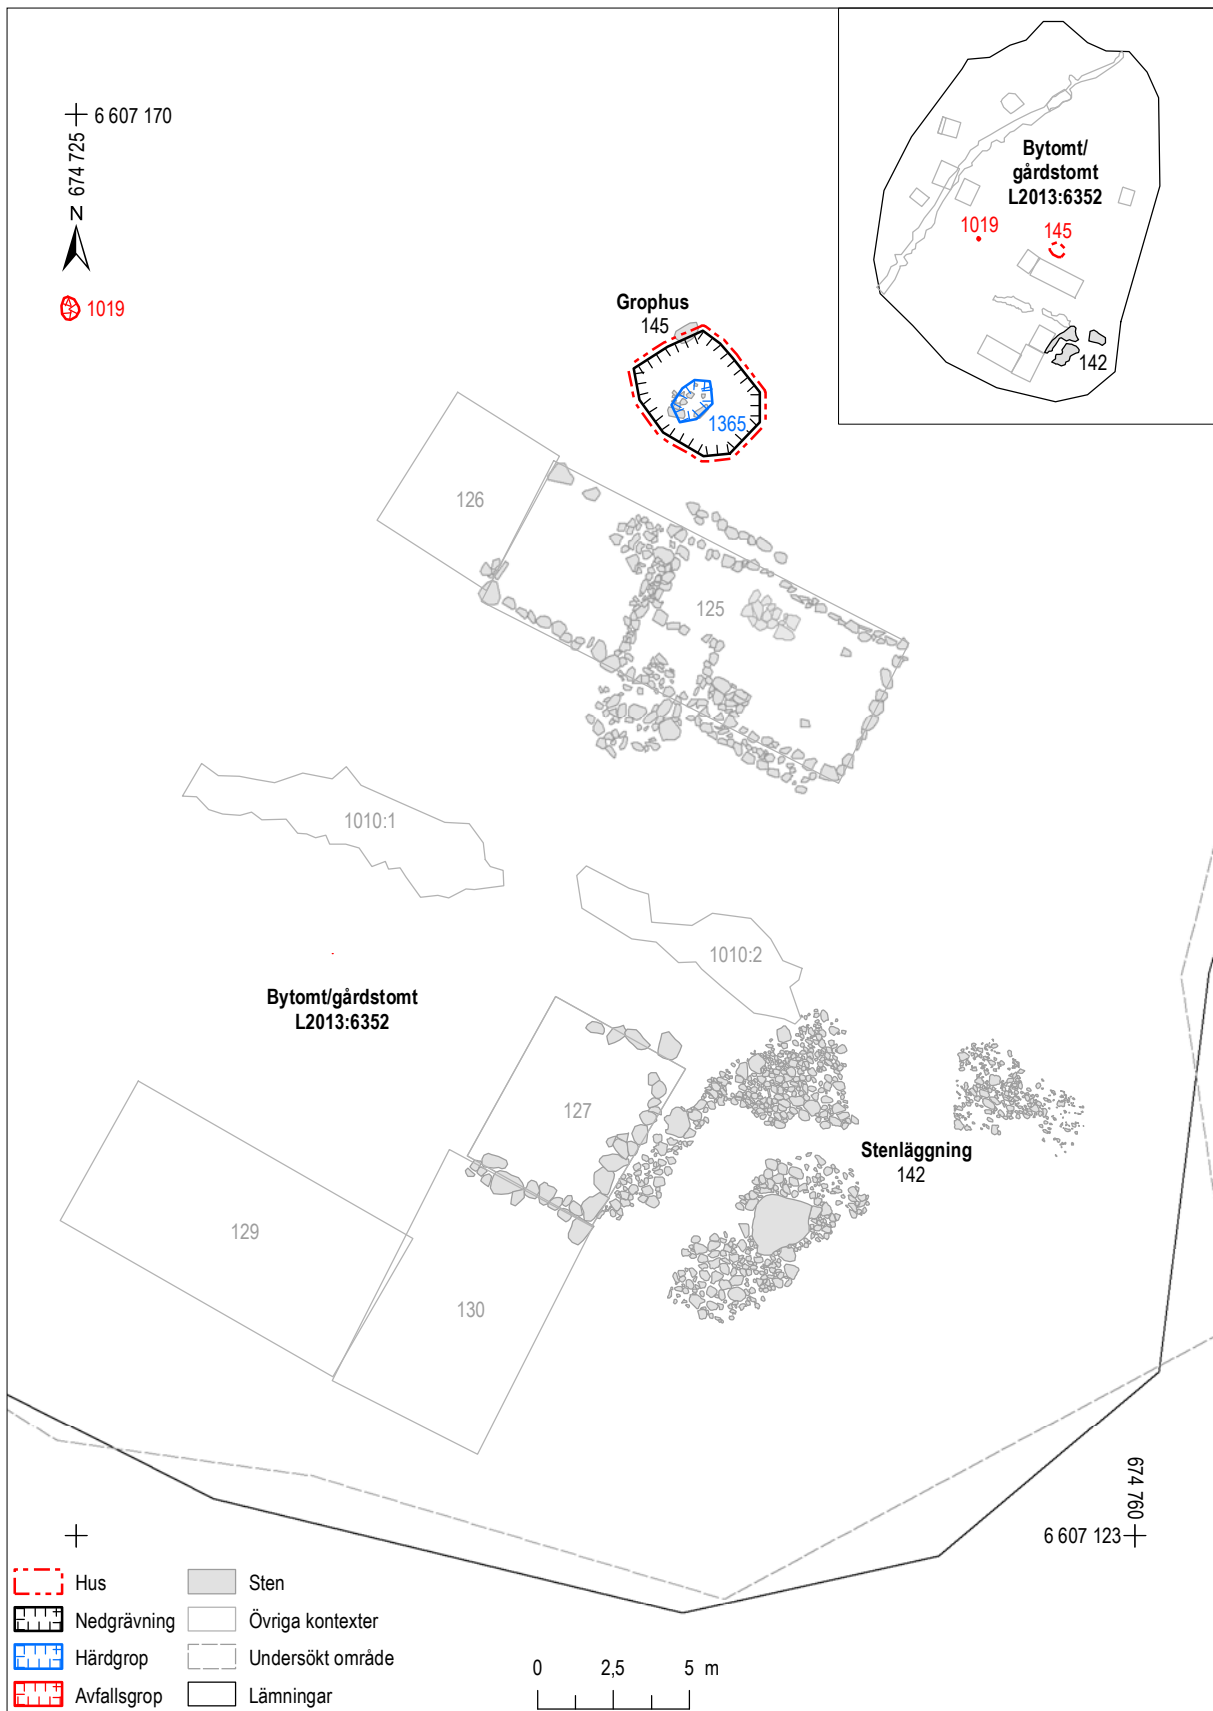 6 607 170
674 725
N
1019
Bytomt/
gårdstomt
L2013:6352
1019
145
142
Grophus
145
1365
126
125
1010:1
1010:2
Bytomt/gårdstomt
L2013:6352
127
Stenläggning
142
129
130
674 760
6 607 123
Hus
Nedgrävning
Härdgrop
Avfallsgrop
Sten
Övriga kontexter
Undersökt område
Lämningar
0 2,5 5 m